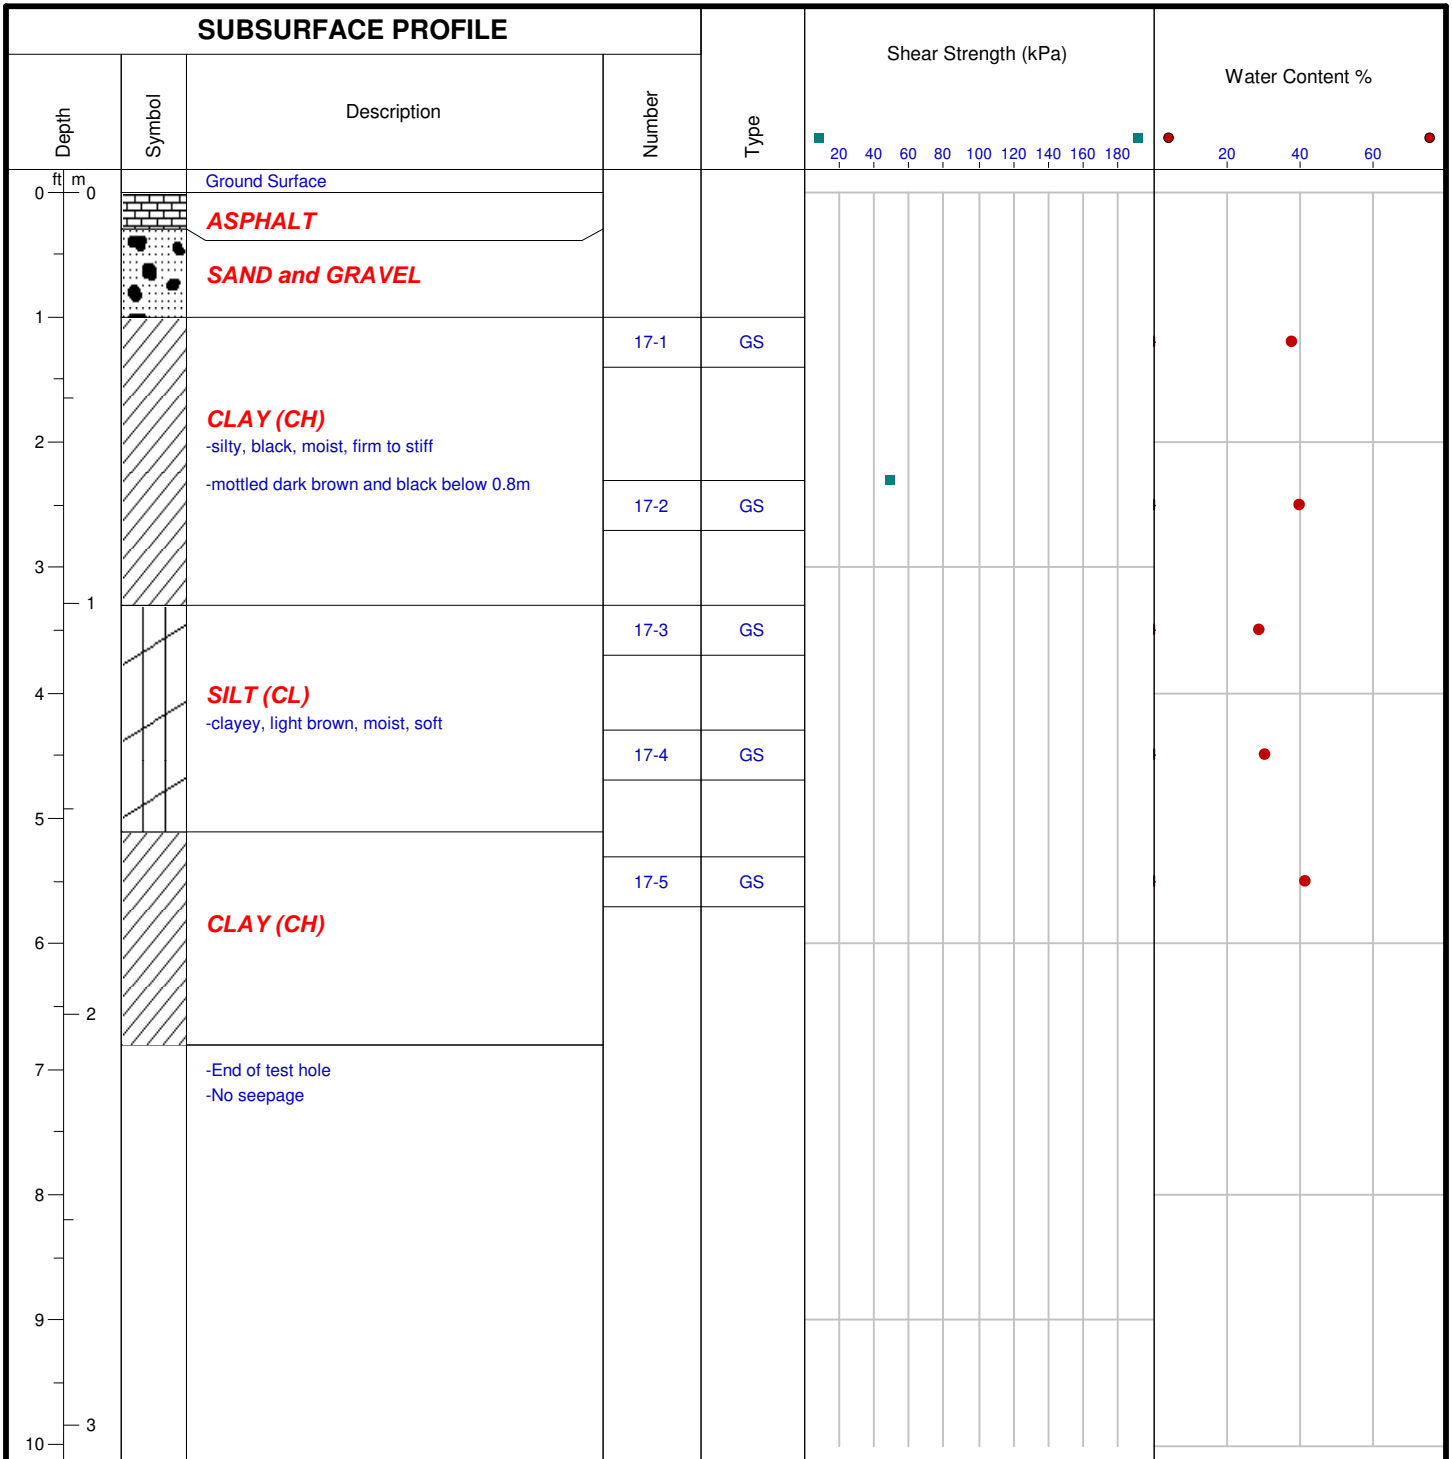 SUBSURFACE PROFILE
Depth
Symbol
Description
Number
Type
Shear Strength (kPa)
20 40 60 80 100 120 140 160 180
Water Content %
20 40 60
ft m
Ground Surface
0 0
ASPHALT
SAND and GRAVEL
1
17-1 GS
CLAY (CH)
2
-silty, black, moist, firm to stiff
-mottled dark brown and black below 0.8m
17-2 GS
3
1
17-3 GS
4
SILT (CL)
-clayey, light brown, moist, soft
17-4 GS
5
17-5 GS
CLAY (CH)
6
2
7
-End of test hole
-No seepage
8
9
3
10